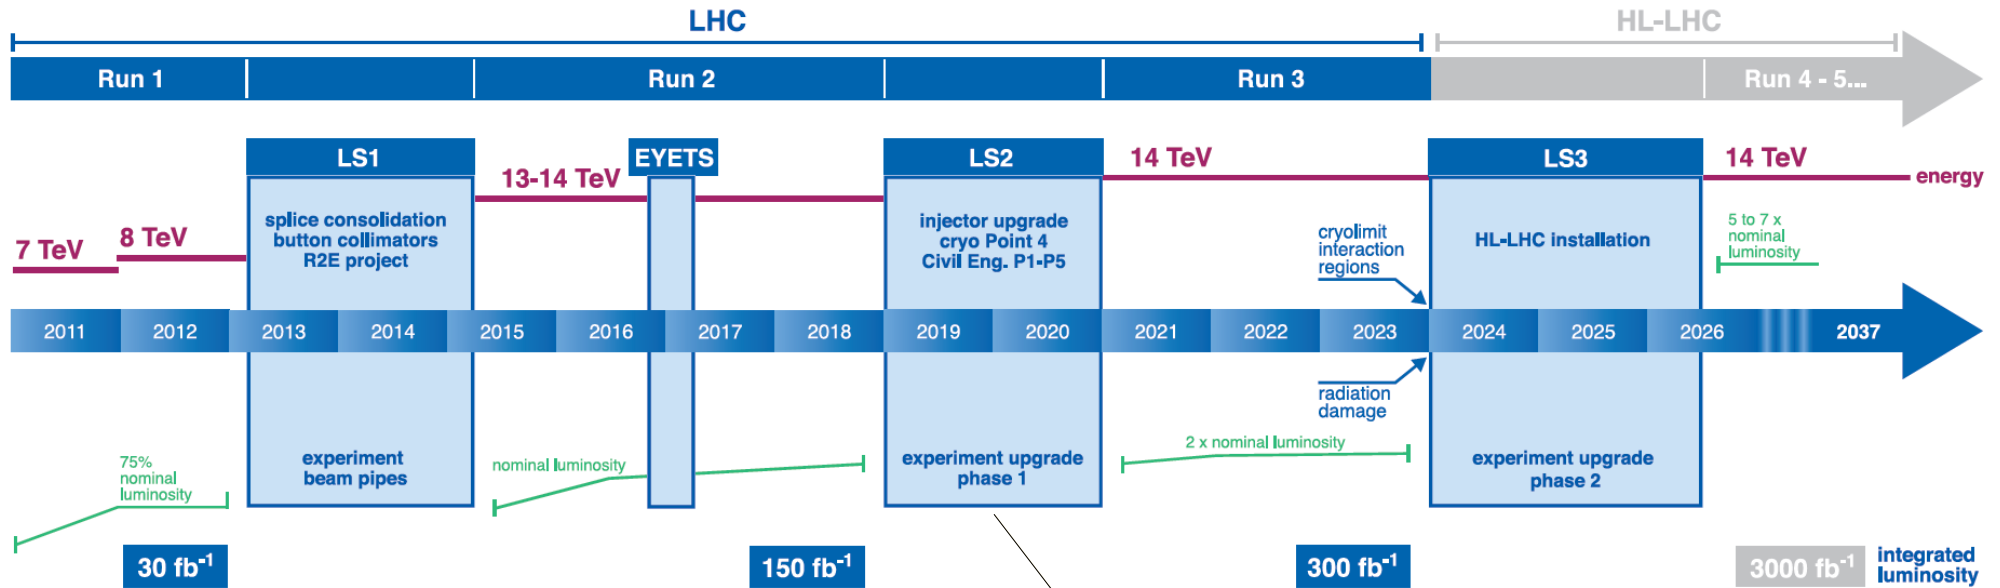 LHC
HL-LHC
Run 1
Run 2
Run 3
Run 4 - 5...
LS1
EYETS
LS2
14 TeV
LS3
14 TeV
13-14 TeV
energy
splice consolidation
button collimators
R2E project
injector upgrade
cryo Point 4
Civil Eng. P1-P5
cryolimit
interaction
regions
HL-LHC installation
5 to 7 x
nominal
luminosity
7 TeV
8 TeV
2011
2012
2013
2014
2015
2016
2017
2018
2019
2020
2021
2022
2023
2024
2025
2026
2037
radiation
damage
75%
nominal
luminosity
experiment
beam pipes
nominal luminosity
experiment upgrade
phase 1
2 x nominal luminosity
experiment upgrade
phase 2
30 fb⁻¹
150 fb⁻¹
300 fb⁻¹
3000 fb⁻¹
integrated
luminosity